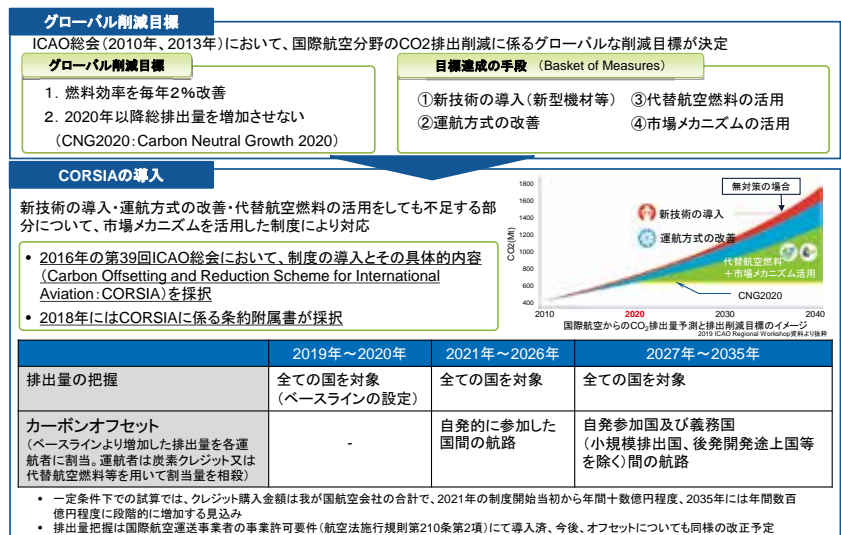 グローバル削減目標
ICAO総会(2010年、2013年)において、国際航空分野のCO2排出削減に係るグローバルな削減目標が決定
グローバル削減目標
1. 燃料効率を毎年2%改善
2. 2020年以降総排出量を増加させない
(CNG2020:Carbon Neutral Growth 2020)
目標達成の手段 (Basket of Measures)
①新技術の導入(新型機材等) ③代替航空燃料の活用
②運航方式の改善 ④市場メカニズムの活用
CORSIAの導入
新技術の導入・運航方式の改善・代替航空燃料の活用をしても不足する部
分について、市場メカニズムを活用した制度により対応
• 2016年の第39回ICAO総会において、制度の導入とその具体的内容
(Carbon Offsetting and Reduction Scheme for International
Aviation:CORSIA)を採択
• 2018年にはCORSIAに係る条約附属書が採択
CO2(Mt)
1800
1600
1400
1200
1000
800
600
400
無対策の場合
新技術の導入
運航方式の改善
代替航空燃料
+市場メカニズム活用
CNG2020
2010 2020 2030 2040
国際航空からのCO2排出量予測と排出削減目標のイメージ
2019 ICAO Regional Workshop資料より抜粋
2019年~2020年 2021年~2026年 2027年~2035年
排出量の把握 全ての国を対象 全ての国を対象 全ての国を対象
(ベースラインの設定)
カーボンオフセット
(ベースラインより増加した排出量を各運
航者に割当。運航者は炭素クレジット又は
代替航空燃料等を用いて割当量を相殺)
-
自発的に参加した
国間の航路
自発参加国及び義務国
(小規模排出国、後発開発途上国等
を除く)間の航路
• 一定条件下での試算では、クレジット購入金額は我が国航空会社の合計で、2021年の制度開始当初から年間十数億円程度、2035年には年間数百
億円程度に段階的に増加する見込み
• 排出量把握は国際航空運送事業者の事業許可要件(航空法施行規則第210条第2項)にて導入済、今後、オフセットについても同様の改正予定